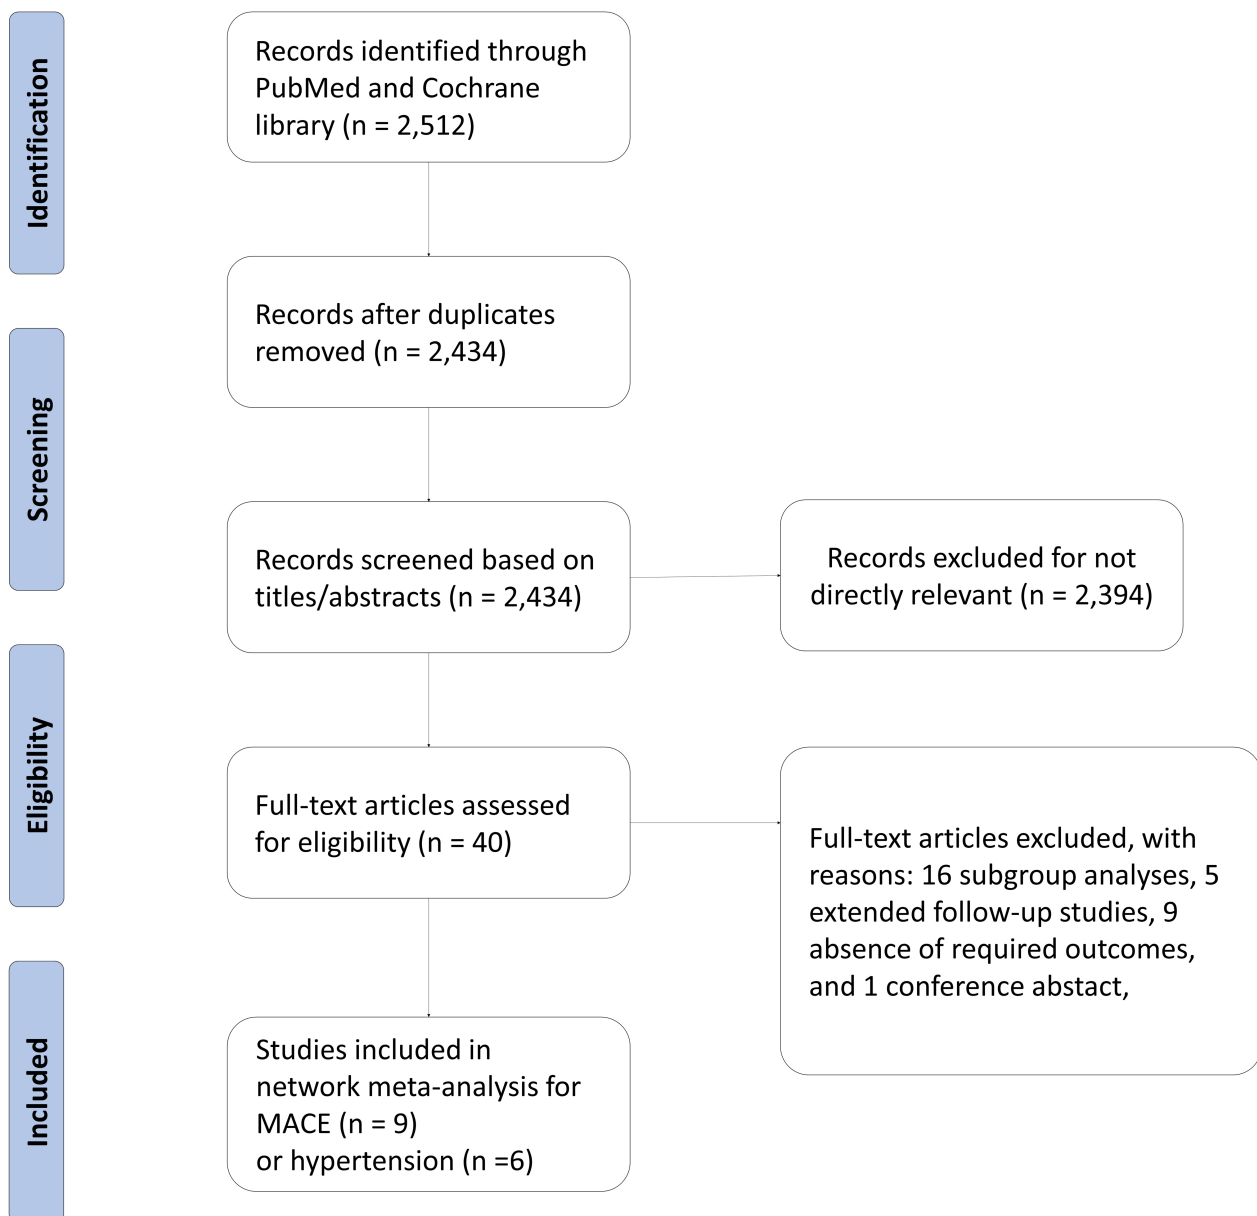 Identification
Records identified through
PubMed and Cochrane
library (n = 2,512)
Records after duplicates
removed (n = 2,434)
Screening
Records screened based on
titles/abstracts (n = 2,434)
Records excluded for not
directly relevant (n = 2,394)
Eligibility
Full-text articles assessed
for eligibility (n = 40)
Full-text articles excluded, with
reasons: 16 subgroup analyses, 5
extended follow-up studies, 9
absence of required outcomes,
and 1 conference abstact,
Included
Studies included in
network meta-analysis for
MACE (n = 9)
or hypertension (n =6)